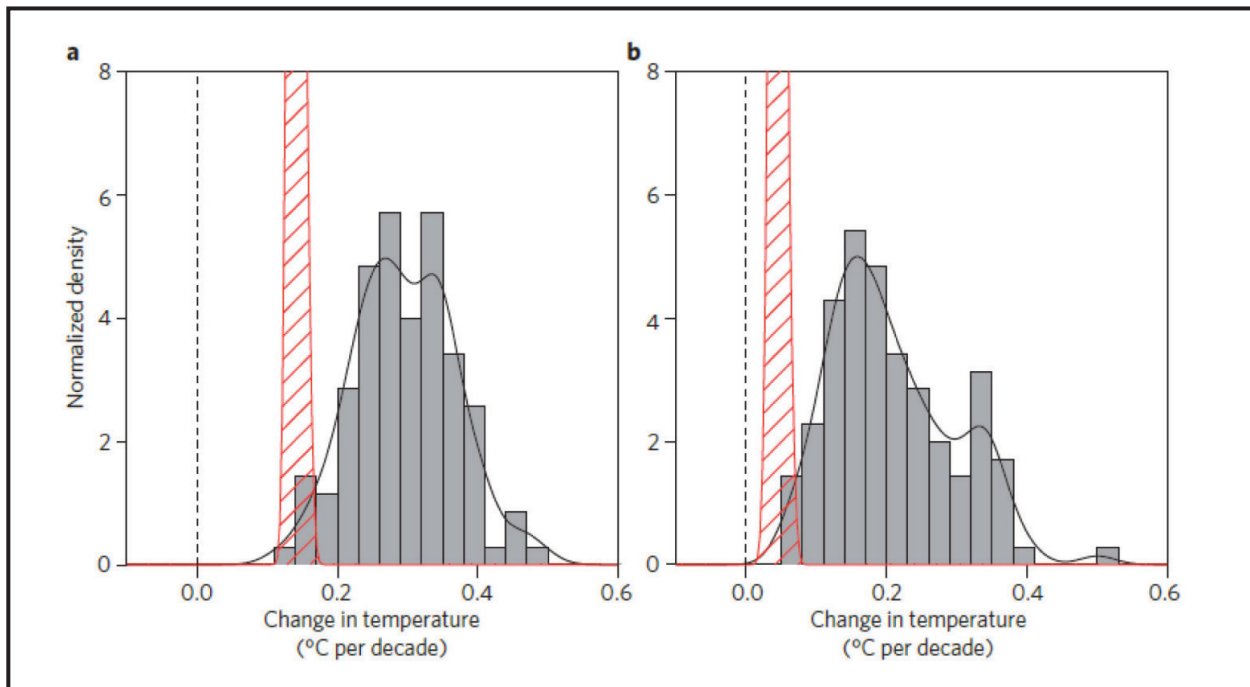 a
8
6
4
2
0
Normalized density
0.0 0.2 0.4 0.6
Change in temperature
(°C per decade)
b
8
6
4
2
0
0.0 0.2 0.4 0.6
Change in temperature
(°C per decade)